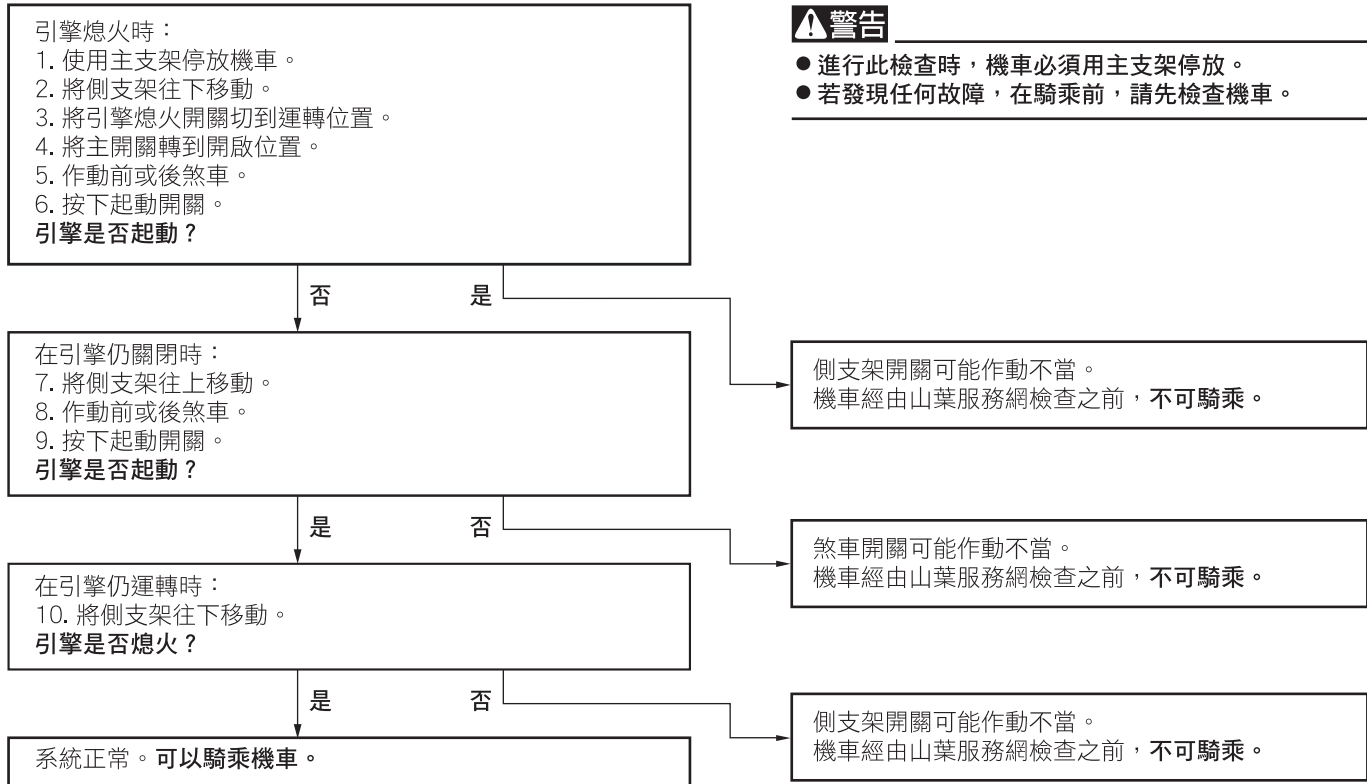 引擎熄火時：
1. 使用主支架停放機車。
2. 將側支架往下移動。
3. 將引擎熄火開關切到運轉位置。
4. 將主開關轉到開啟位置。
5. 作動前或後煞車。
6. 按下起動開關。
引擎是否起動？
警告
● 進行此檢查時，機車必須用主支架停放。
● 若發現任何故障，在騎乘前，請先檢查機車。
否
是
在引擎仍關閉時：
7. 將側支架往上移動。
8. 作動前或後煞車。
9. 按下起動開關。
引擎是否起動？
側支架開關可能作動不當。
機車經由山葉服務網檢查之前，不可騎乘。
是
否
在引擎仍運轉時：
10. 將側支架往下移動。
引擎是否熄火？
煞車開關可能作動不當。
機車經由山葉服務網檢查之前，不可騎乘。
是
否
系統正常。可以騎乘機車。
側支架開關可能作動不當。
機車經由山葉服務網檢查之前，不可騎乘。